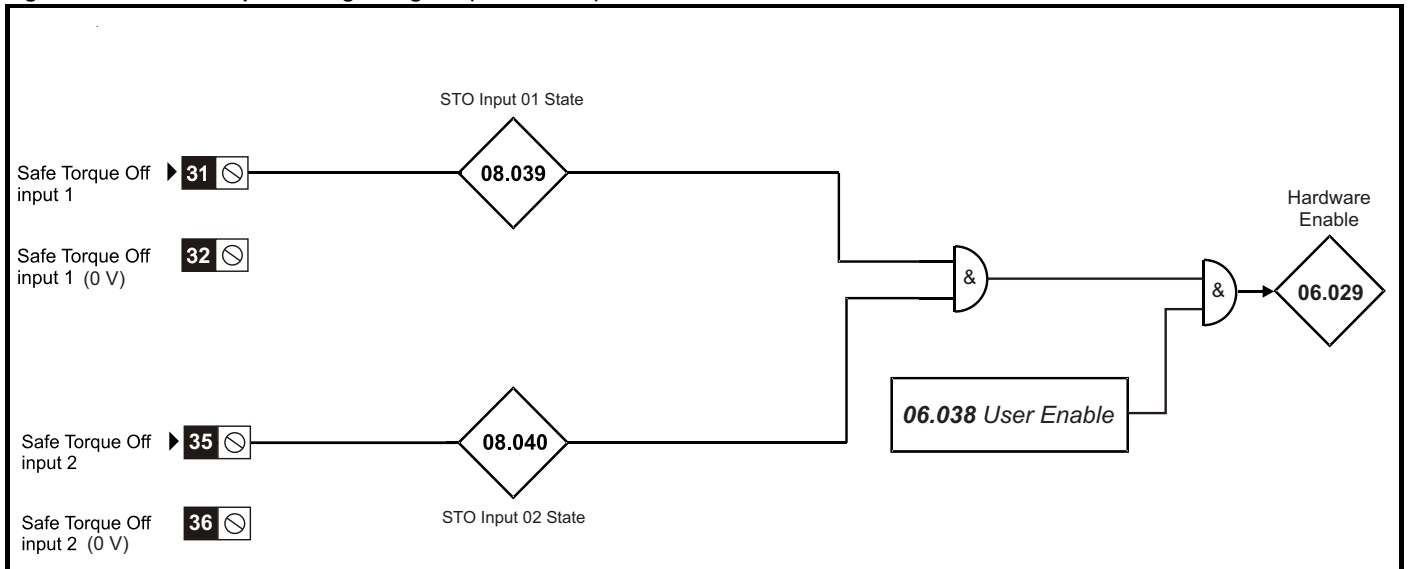 STO Input 01 State
Safe Torque Off
input 1
31
08.039
Hardware
Enable
Safe Torque Off
input 1 (0 V)
32
&
&
06.029
06.038 User Enable
Safe Torque Off
input 2
35
08.040
STO Input 02 State
Safe Torque Off
input 2 (0 V)
36